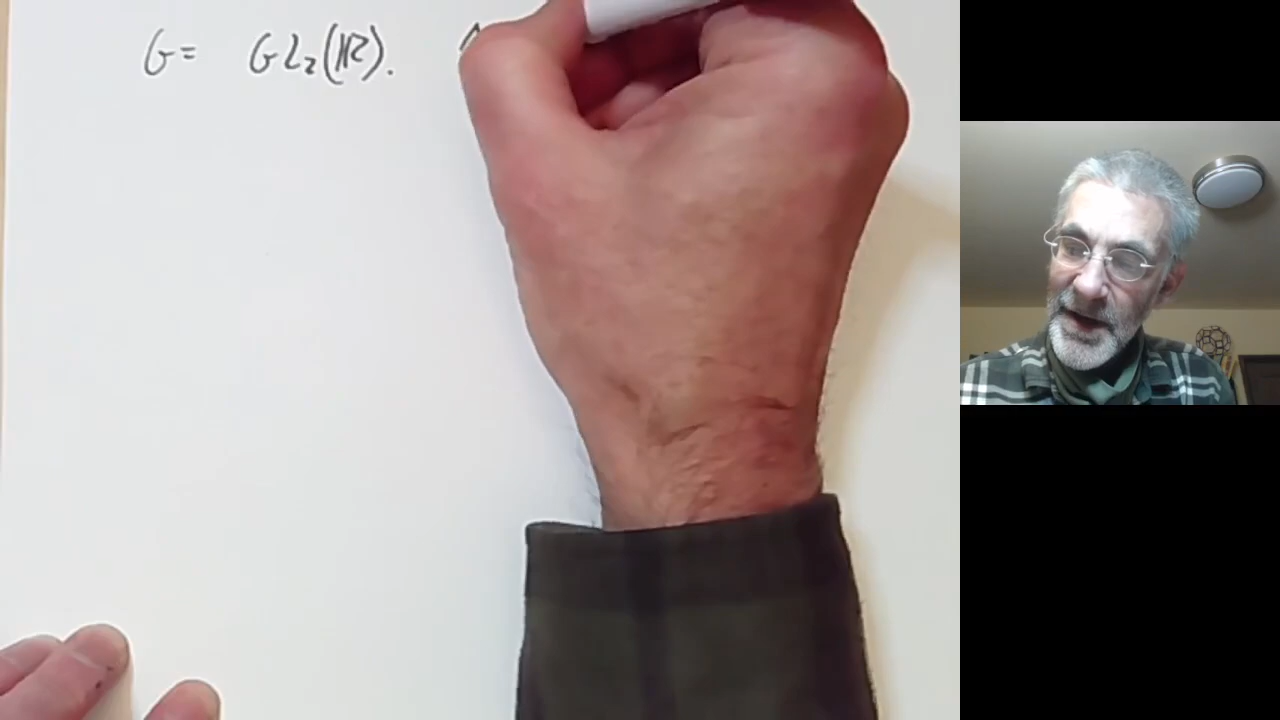 G = GL₂(ℝ).